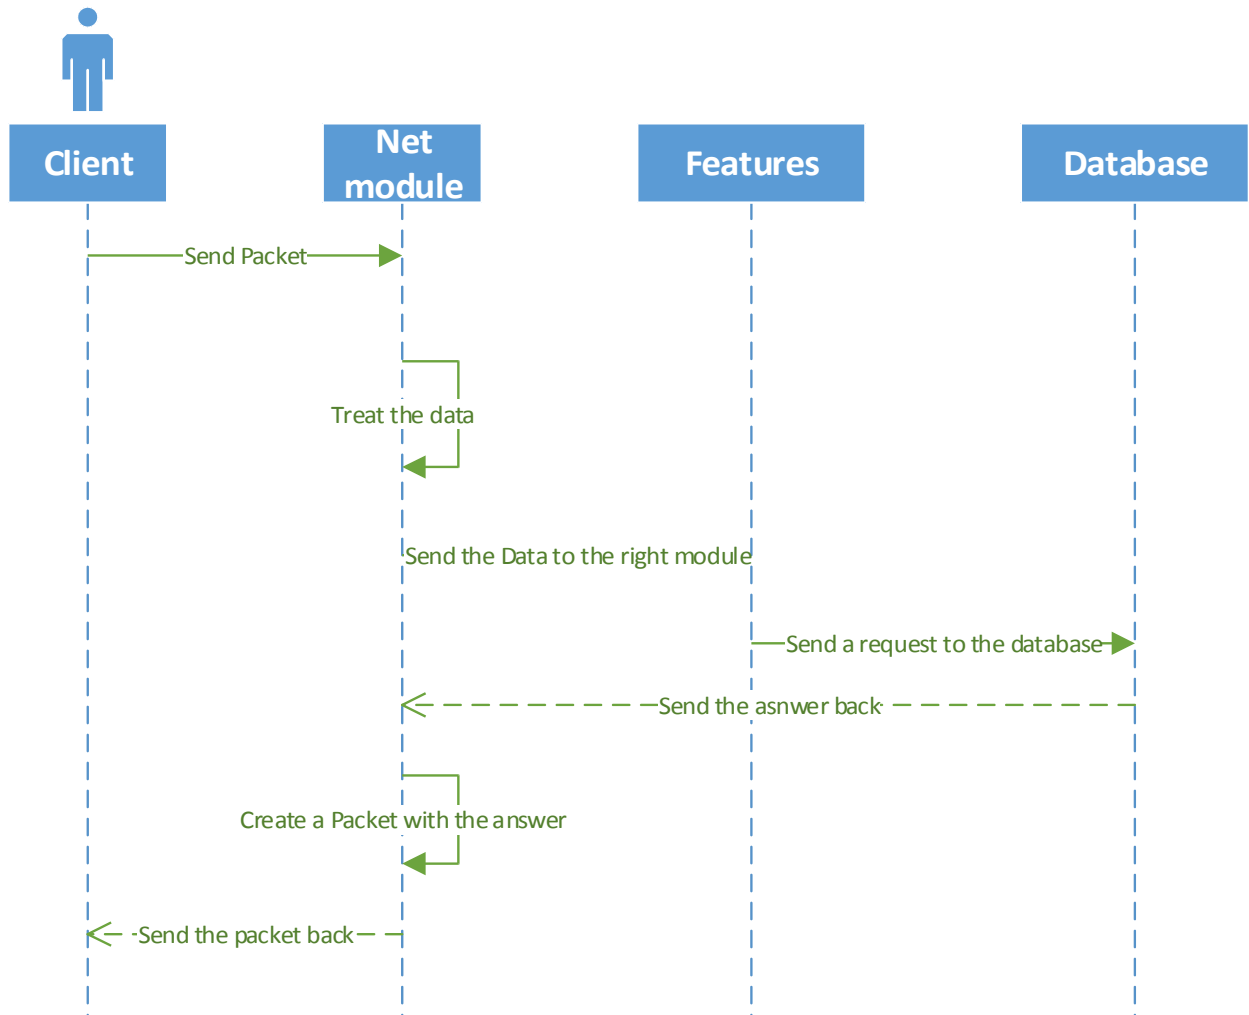 Client
Net
module
Features
Database
Send Packet
Treat the data
Send the Data to the right module
Send a request to the database
Send the asnwer back
Create a Packet with the answer
Send the packet back